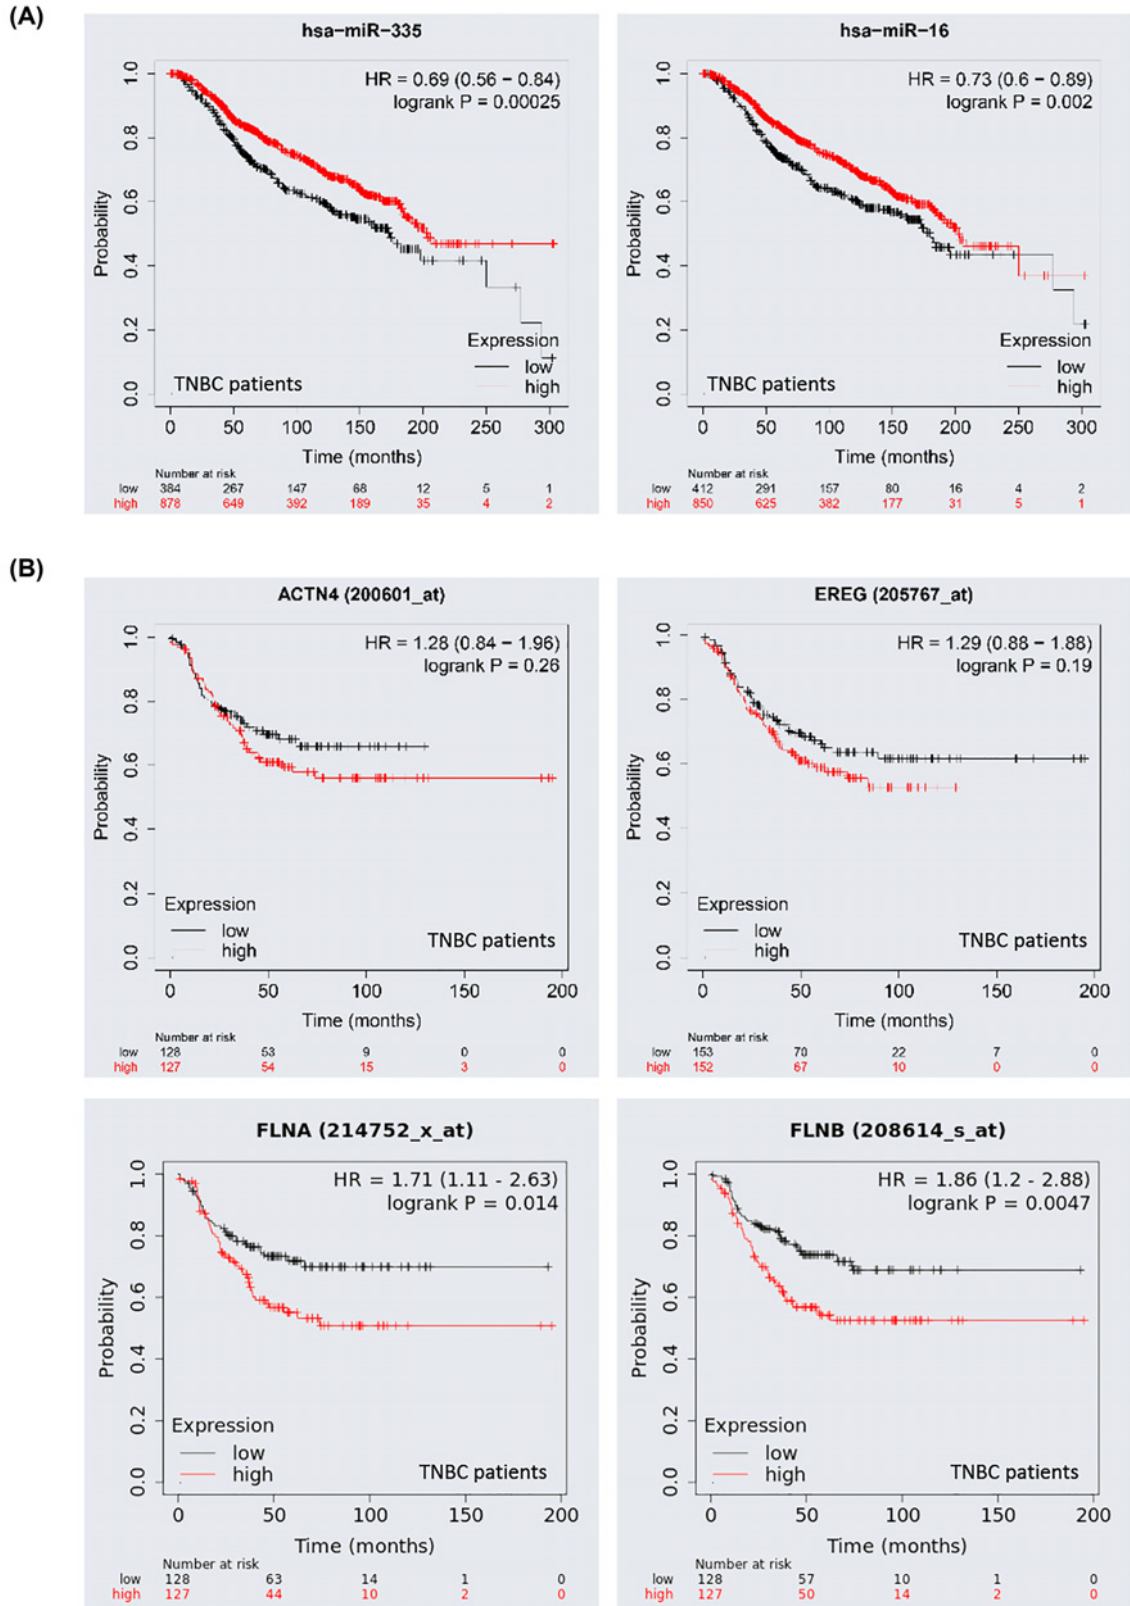 (A)
hsa-miR-335
HR = 0.69 (0.56 - 0.84)
logrank P = 0.00025
Probability
1.0
0.8
0.6
0.4
0.2
0.0
Expression
low
high
TNBC patients
0 50 100 150 200 250 300
Time (months)
Number at risk
low 384 267 147 68 12 5 1
high 878 649 392 189 35 4 2
hsa-miR-16
HR = 0.73 (0.6 - 0.89)
logrank P = 0.002
Probability
1.0
0.8
0.6
0.4
0.2
0.0
Expression
low
high
TNBC patients
0 50 100 150 200 250 300
Time (months)
Number at risk
low 412 291 157 80 16 4 2
high 850 625 382 177 31 5 1
(B)
ACTN4 (200601_at)
HR = 1.28 (0.84 - 1.96)
logrank P = 0.26
Probability
1.0
0.8
0.6
0.4
0.2
0.0
Expression
low
high
TNBC patients
0 50 100 150 200
Time (months)
Number at risk
low 128 53 9 0 0
high 127 54 15 3 0
EREG (205767_at)
HR = 1.29 (0.88 - 1.88)
logrank P = 0.19
Probability
1.0
0.8
0.6
0.4
0.2
0.0
Expression
low
high
TNBC patients
0 50 100 150 200
Time (months)
Number at risk
low 153 70 22 7 0
high 152 67 10 0 0
FLNA (214752_x_at)
HR = 1.71 (1.11 - 2.63)
logrank P = 0.014
Probability
1.0
0.8
0.6
0.4
0.2
0.0
Expression
low
high
TNBC patients
0 50 100 150 200
Time (months)
Number at risk
low 128 63 14 1 0
high 127 44 10 2 0
FLNB (208614_s_at)
HR = 1.86 (1.2 - 2.88)
logrank P = 0.0047
Probability
1.0
0.8
0.6
0.4
0.2
0.0
Expression
low
high
TNBC patients
0 50 100 150 200
Time (months)
Number at risk
low 128 57 10 1 0
high 127 50 14 2 0